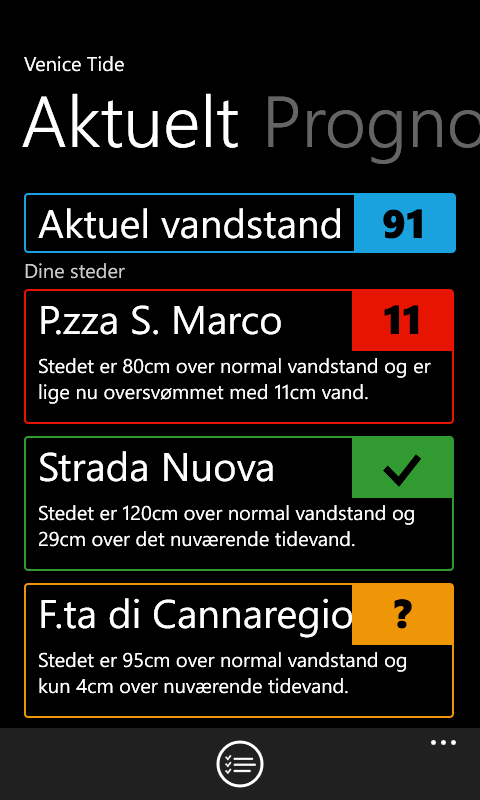 Venice Tide
Aktuelt Progno
Aktuel vandstand 91
Dine steder
P.zza S. Marco 11
Stedet er 80cm over normal vandstand og er
lige nu oversvømmet med 11cm vand.
Strada Nuova
Stedet er 120cm over normal vandstand og
29cm over det nuværende tidevand.
F.ta di Cannaregio ?
Stedet er 95cm over normal vandstand og
kun 4cm over nuværende tidevand.